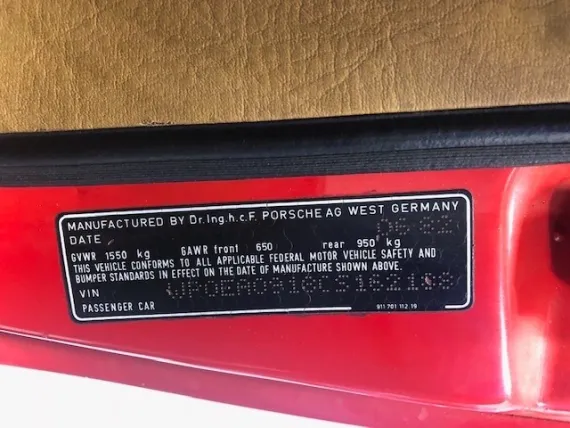 MANUFACTURED BY Dr.Ing.h.c.F. PORSCHE AG WEST GERMANY
DATE 06 82
GVWR 1550 kg GAWR front 650 rear 950 kg
THIS VEHICLE CONFORMS TO ALL APPLICABLE FEDERAL MOTOR VEHICLE SAFETY AND
BUMPER STANDARDS IN EFFECT ON THE DATE OF MANUFACTURE SHOWN ABOVE.
VIN
PASSENGER CAR 911 701 112 19